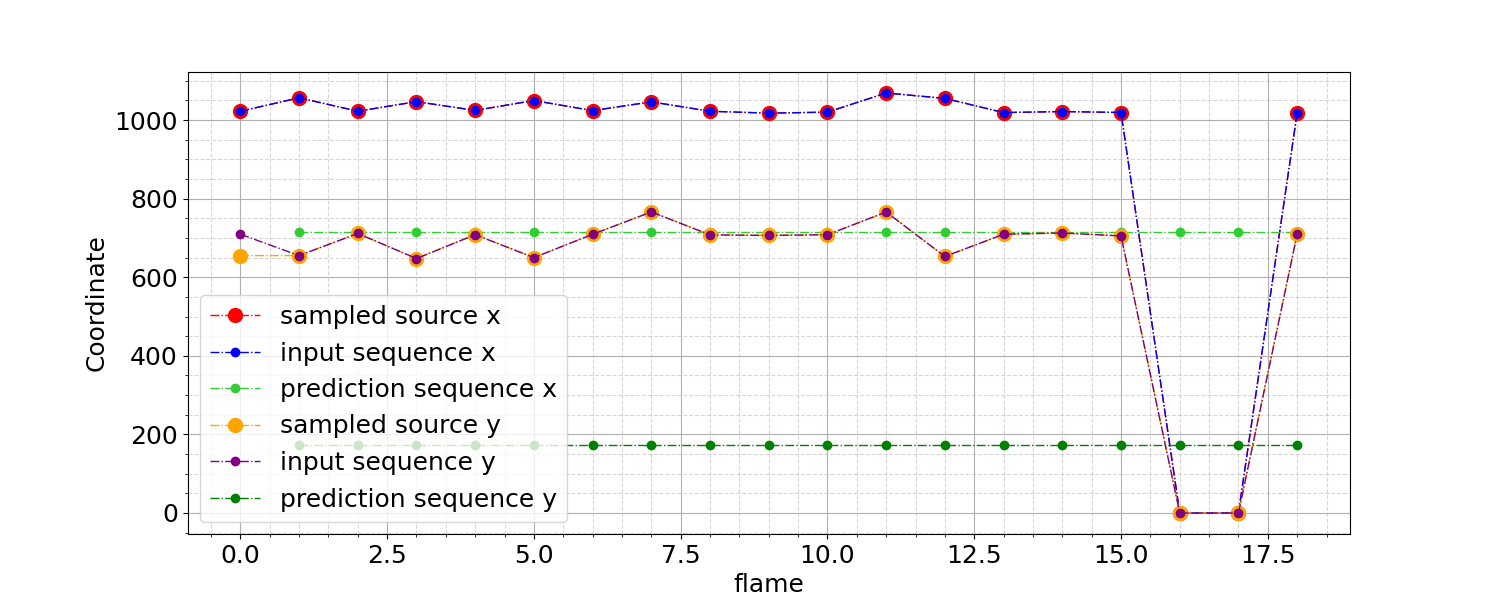 1000
800
600
400
200
0
Coordinate
sampled source x
input sequence x
prediction sequence x
sampled source y
input sequence y
prediction sequence y
0.0 2.5 5.0 7.5 10.0 12.5 15.0 17.5
flame